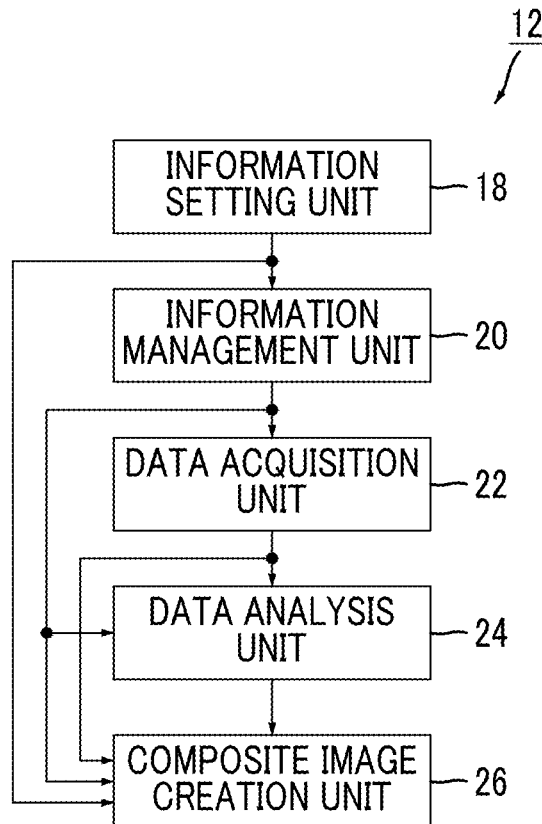 12
INFORMATION
SETTING UNIT
18
INFORMATION
MANAGEMENT UNIT
20
DATA ACQUISITION
UNIT
22
DATA ANALYSIS
UNIT
24
COMPOSITE IMAGE
CREATION UNIT
26